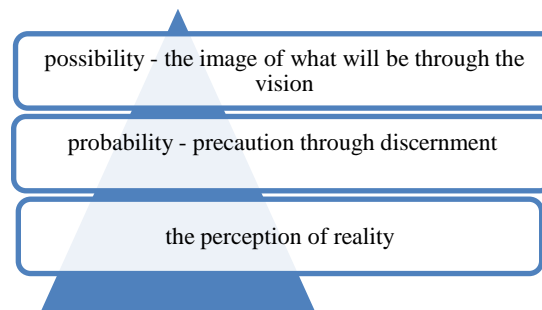 possibility - the image of what will be through the
vision
probability - precaution through discernment
the perception of reality